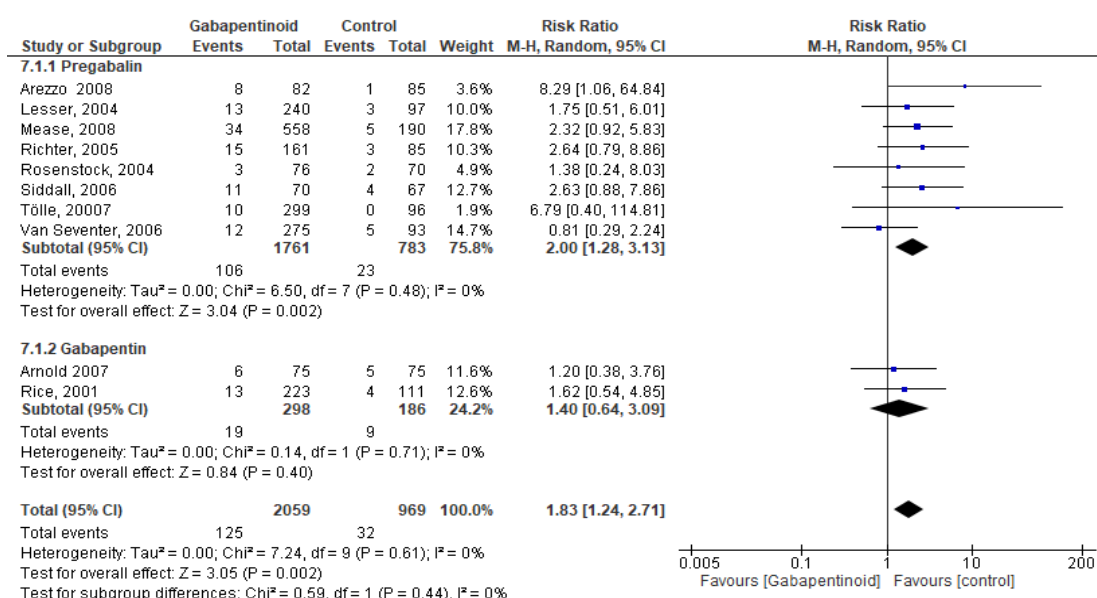 Gabapentinoid Control Risk Ratio Risk Ratio
Study or Subgroup Events Total Events Total Weight M-H, Random, 95% CI M-H, Random, 95% CI
7.1.1 Pregabalin
Arezzo 2008 8 82 1 85 3.6% 8.29 [1.06, 64.84]
Lesser, 2004 13 240 3 97 10.0% 1.75 [0.51, 6.01]
Mease, 2008 34 558 5 190 17.8% 2.32 [0.92, 5.83]
Richter, 2005 15 161 3 85 10.3% 2.64 [0.79, 8.86]
Rosenstock, 2004 3 76 2 70 4.9% 1.38 [0.24, 8.03]
Siddall, 2006 11 70 4 67 12.7% 2.63 [0.88, 7.86]
Tölle, 20007 10 299 0 96 1.9% 6.79 [0.40, 114.81]
Van Seventer, 2006 12 275 5 93 14.7% 0.81 [0.29, 2.24]
Subtotal (95% CI) 1761 783 75.8% 2.00 [1.28, 3.13]
Total events 106 23
Heterogeneity: Tau² = 0.00; Chi² = 6.50, df = 7 (P = 0.48); I² = 0%
Test for overall effect: Z = 3.04 (P = 0.002)
7.1.2 Gabapentin
Arnold 2007 6 75 5 75 11.6% 1.20 [0.38, 3.76]
Rice, 2001 13 223 4 111 12.6% 1.62 [0.54, 4.85]
Subtotal (95% CI) 298 186 24.2% 1.40 [0.64, 3.09]
Total events 19 9
Heterogeneity: Tau² = 0.00; Chi² = 0.14, df = 1 (P = 0.71); I² = 0%
Test for overall effect: Z = 0.84 (P = 0.40)
Total (95% CI) 2059 969 100.0% 1.83 [1.24, 2.71]
Total events 125 32
Heterogeneity: Tau² = 0.00; Chi² = 7.24, df = 9 (P = 0.61); I² = 0%
Test for overall effect: Z = 3.05 (P = 0.002)
Test for subgroup differences: Chi² = 0.59, df = 1 (P = 0.44), I² = 0%
0.005 0.1 1 10 200
Favours [Gabapentinoid] Favours [control]